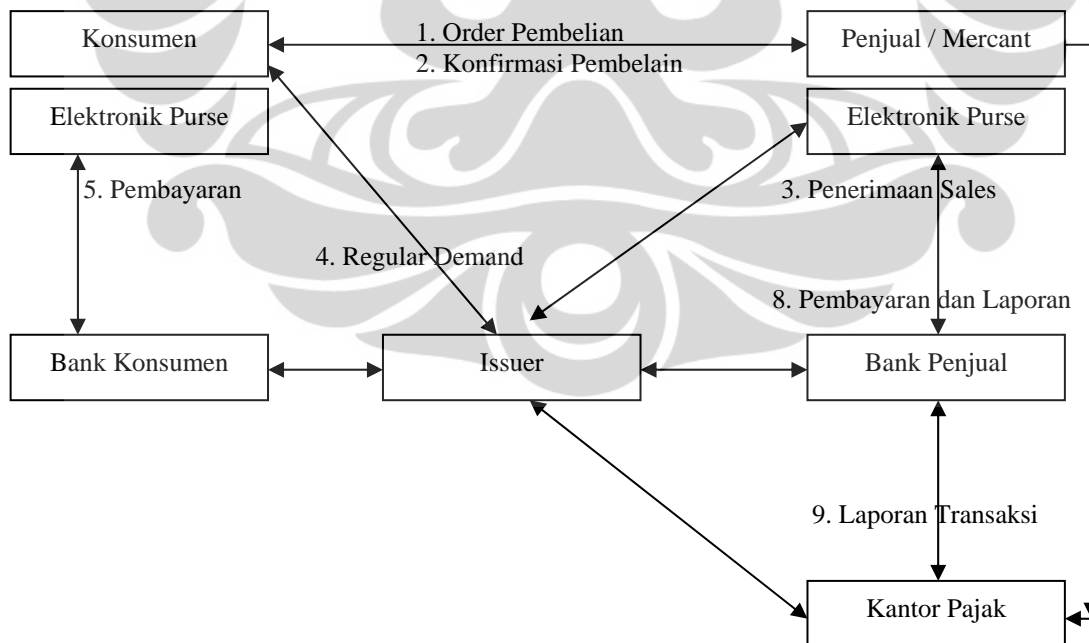 Konsumen
1. Order Pembelian
Penjual / Mercant
2. Konfirmasi Pembelain
Elektronik Purse
Elektronik Purse
5. Pembayaran
3. Penerimaan Sales
4. Regular Demand
8. Pembayaran dan Laporan
Bank Konsumen
Issuer
Bank Penjual
9. Laporan Transaksi
Kantor Pajak